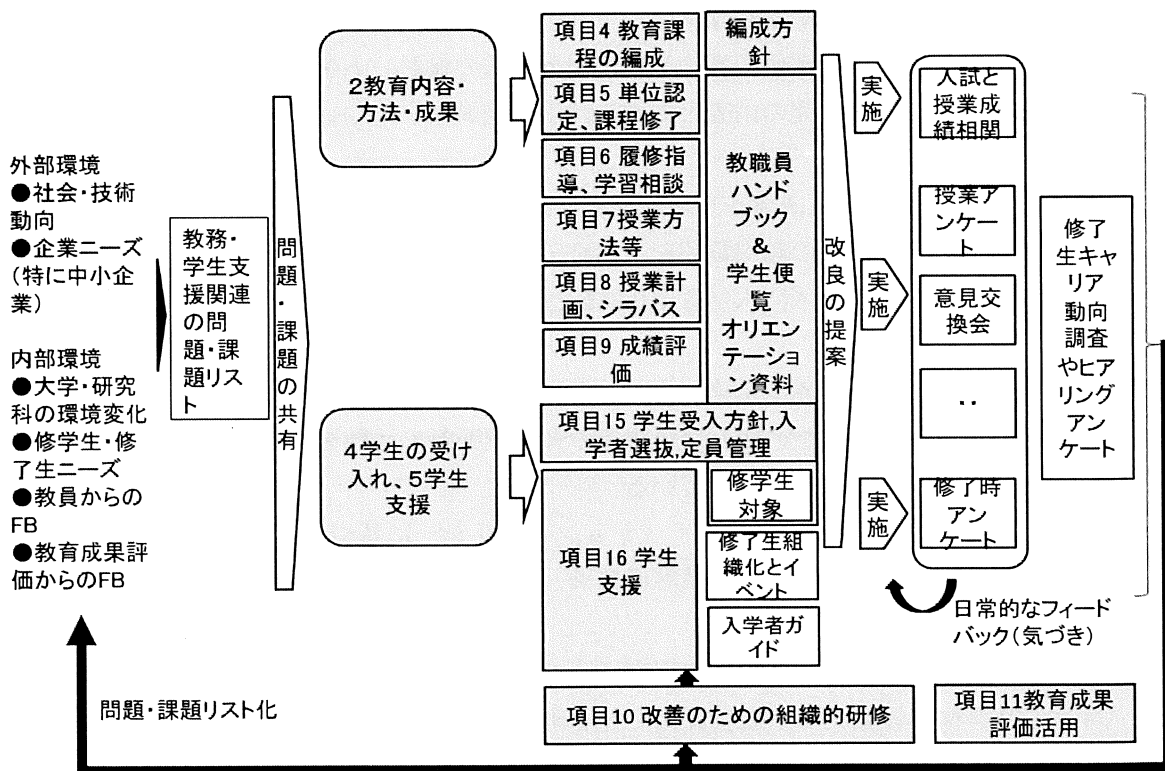 外部環境
●社会・技術
動向
●企業ニーズ
(特に中小企
業)
内部環境
●大学・研究
科の環境変化
●修学生・修
了生ニーズ
●教員からの
FB
●教育成果評
価からのFB
教務・
学生支
援関連
の問
題・課
題リス
ト
問題・課題の共有
2教育内容・
方法・成果
4学生の受け
入れ、5学生
支援
項目4 教育課
程の編成
項目5 単位認
定、課程修了
項目6 履修指
導、学習相談
項目7授業方
法等
項目8 授業計
画、シラバス
項目9 成績評
価
項目15 学生受入方針,入
学者選抜,定員管理
項目16 学生
支援
編成方
針
教職員
ハンド
ブック
&
学生便
覧
オリエン
テーショ
ン資料
修学生
対象
修了生組
織化とイ
ベント
入学者ガ
イド
改良の提案
実施
実施
実施
入試と
授業成
績相関
授業ア
ンケー
ト
意見交
換会
・・
修了時
アン
ケート
修了
生キャ
リア
動向
調査
やヒア
リング
アン
ケート
日常的なフィード
バック(気づき)
問題・課題リスト化
項目10 改善のための組織的研修
項目11教育成果
評価活用